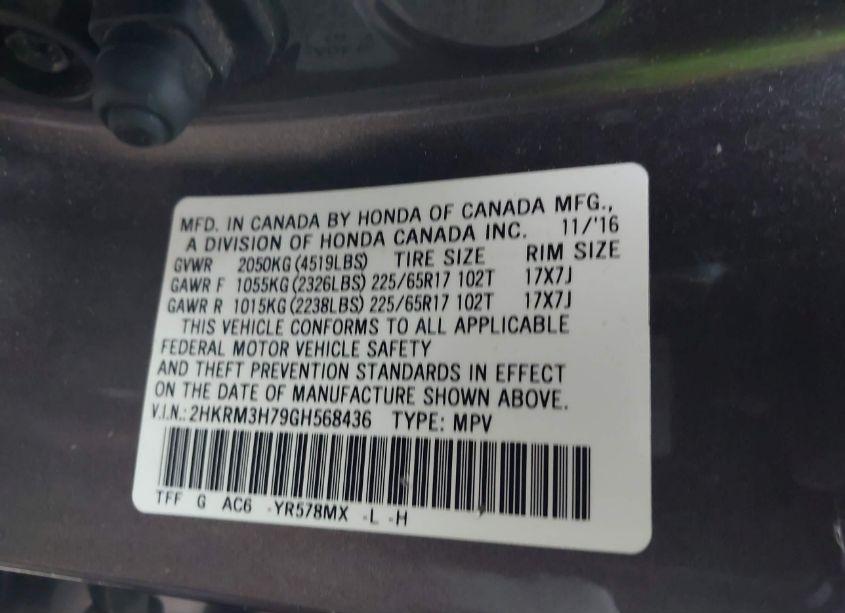 MFD. IN CANADA BY HONDA OF CANADA MFG.,
A DIVISION OF HONDA CANADA INC. 11/'16
GVWR 2050KG (4519LBS) TIRE SIZE RIM SIZE
GAWR F 1055KG (2326LBS) 225/65R17 102T 17X7J
GAWR R 1015KG (2238LBS) 225/65R17 102T 17X7J
THIS VEHICLE CONFORMS TO ALL APPLICABLE
FEDERAL MOTOR VEHICLE SAFETY
AND THEFT PREVENTION STANDARDS IN EFFECT
ON THE DATE OF MANUFACTURE SHOWN ABOVE.
V.I.N.: 2HKRM3H79GH568436 TYPE: MPV
TFF G AC6 -YR578MX -L -H